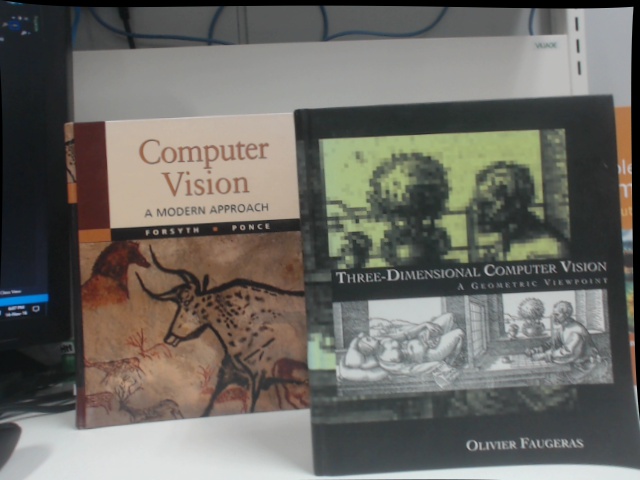 Computer
Vision
A MODERN APPROACH
FORSYTH • PONCE
THREE-DIMENSIONAL COMPUTER VISION
A GEOMETRIC VIEWPOINT
OLIVIER FAUGERAS